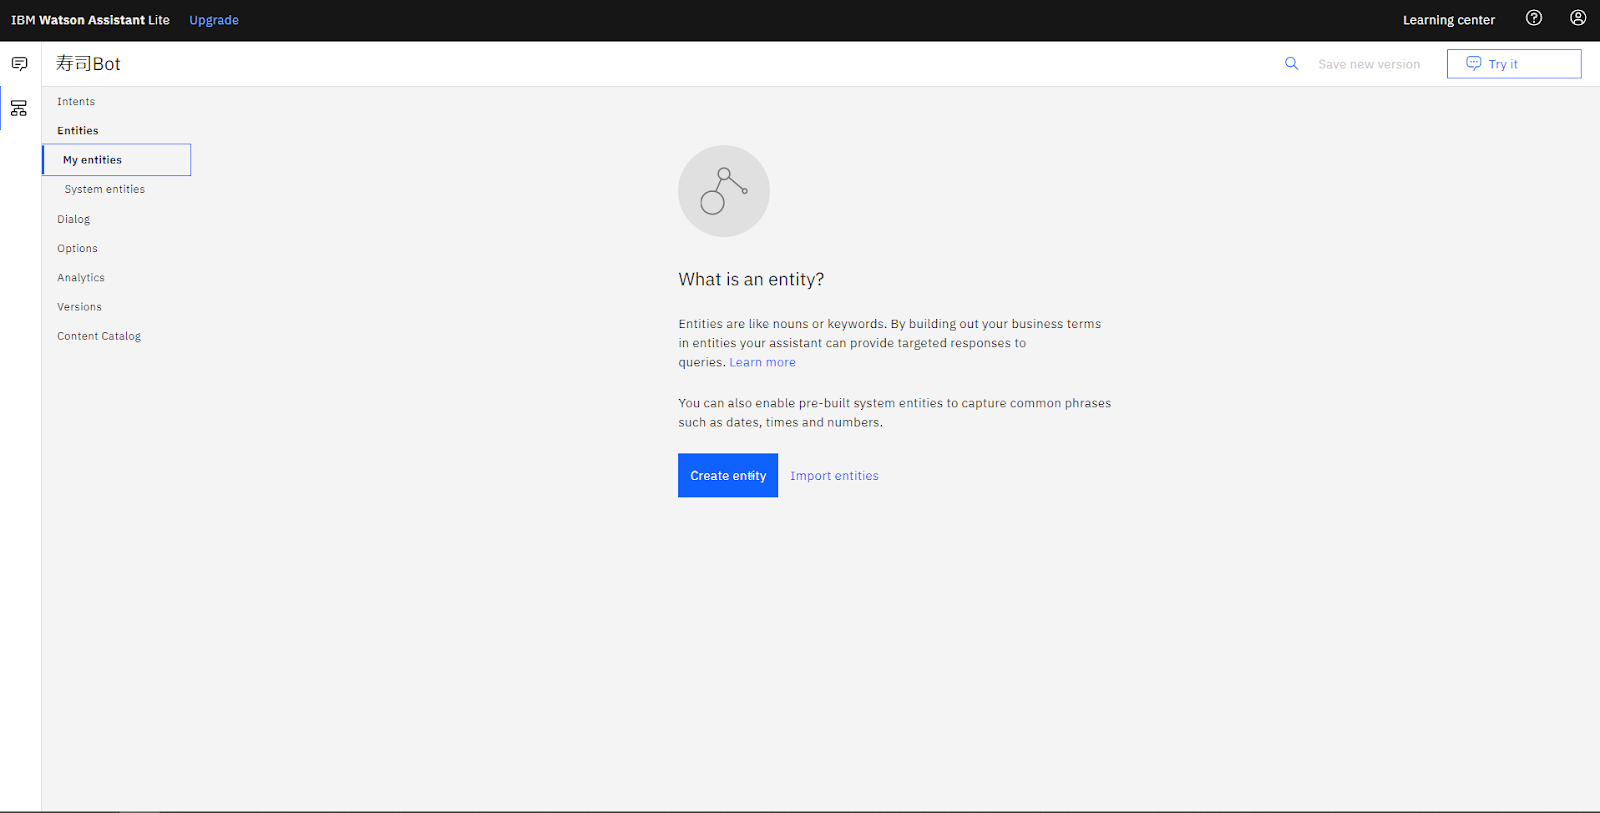 IBM Watson Assistant Lite Upgrade Learning center
寿司Bot Save new version Try it
Intents
Entities
My entities
System entities
Dialog
Options
Analytics
Versions
Content Catalog
What is an entity?
Entities are like nouns or keywords. By building out your business terms
in entities your assistant can provide targeted responses to
queries. Learn more
You can also enable pre-built system entities to capture common phrases
such as dates, times and numbers.
Create entity Import entities